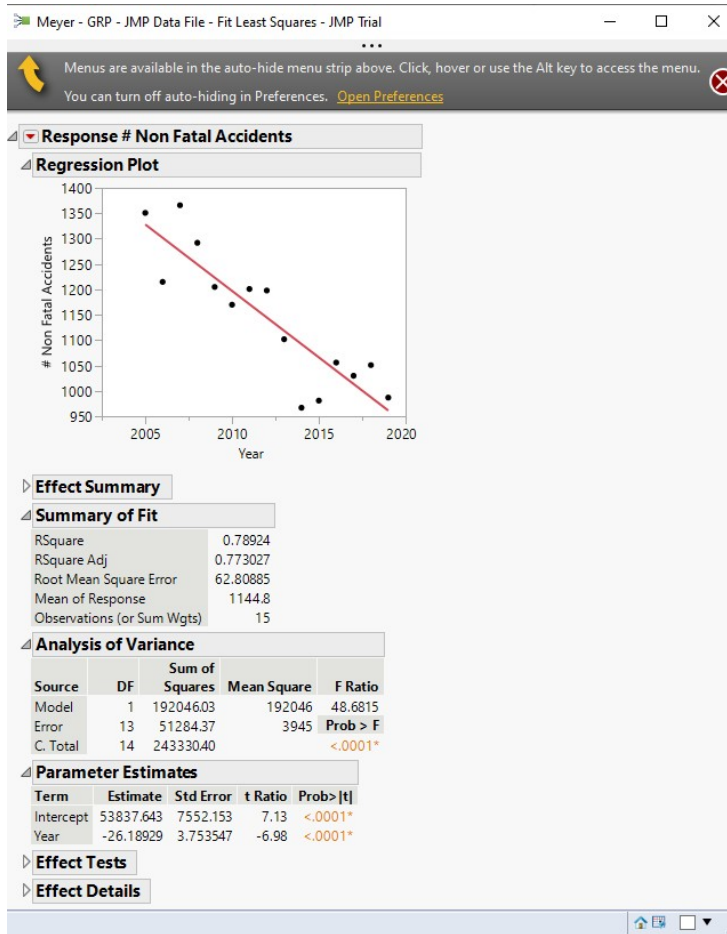 Meyer - GRP - JMP Data File - Fit Least Squares - JMP Trial
Menus are available in the auto-hide menu strip above. Click, hover or use the Alt key to access the menu.
You can turn off auto-hiding in Preferences. Open Preferences
Response # Non Fatal Accidents
Regression Plot
# Non Fatal Accidents
1400
1350
1300
1250
1200
1150
1100
1050
1000
950
2005 2010 2015 2020
Year
Effect Summary
Summary of Fit
RSquare 0.78924
RSquare Adj 0.773027
Root Mean Square Error 62.80885
Mean of Response 1144.8
Observations (or Sum Wgts) 15
Analysis of Variance
Sum of
Source DF Squares Mean Square F Ratio
Model 1 192046.03 192046 48.6815
Error 13 51284.37 3945 Prob > F
C. Total 14 243330.40 <.0001*
Parameter Estimates
Term Estimate Std Error t Ratio Prob>|t|
Intercept 53837.643 7552.153 7.13 <.0001*
Year -26.18929 3.753547 -6.98 <.0001*
Effect Tests
Effect Details